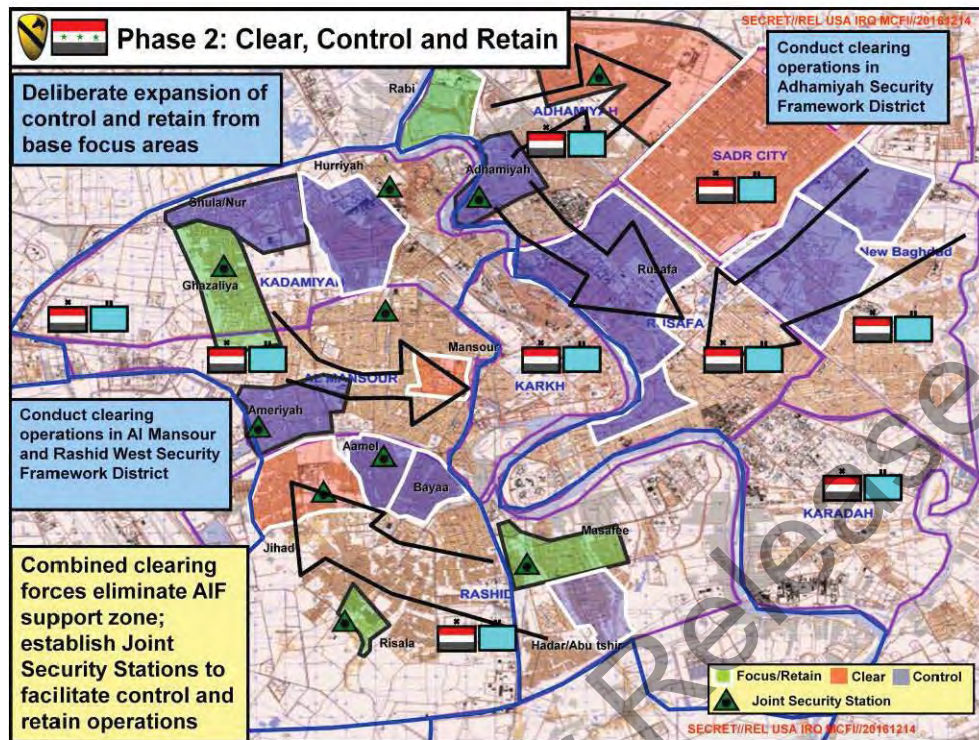 SECRET//REL USA IRQ MCFI//20161214
Phase 2: Clear, Control and Retain
Deliberate expansion of
control and retain from
base focus areas
Conduct clearing
operations in
Adhamiyah Security
Framework District
Rabi
ADHAMIYAH
SADR CITY
Hurriyah
Adhamiyah
Shula/Nur
New Baghdad
Rusafa
KADAMIYAH
Ghazaliya
Mansour
AL MANSOUR
KARKH
Conduct clearing
operations in Al Mansour
and Rashid West Security
Framework District
Ameriyah
Aamel
Bayaa
KARADAH
Jihad
Masafee
RASHID
Combined clearing
forces eliminate AIF
support zone;
establish Joint
Security Stations to
facilitate control and
retain operations
Risala
Hadar/Abu tshir
Focus/Retain Clear Control
Joint Security Station
SECRET//REL USA IRQ MCFI//20161214
Release